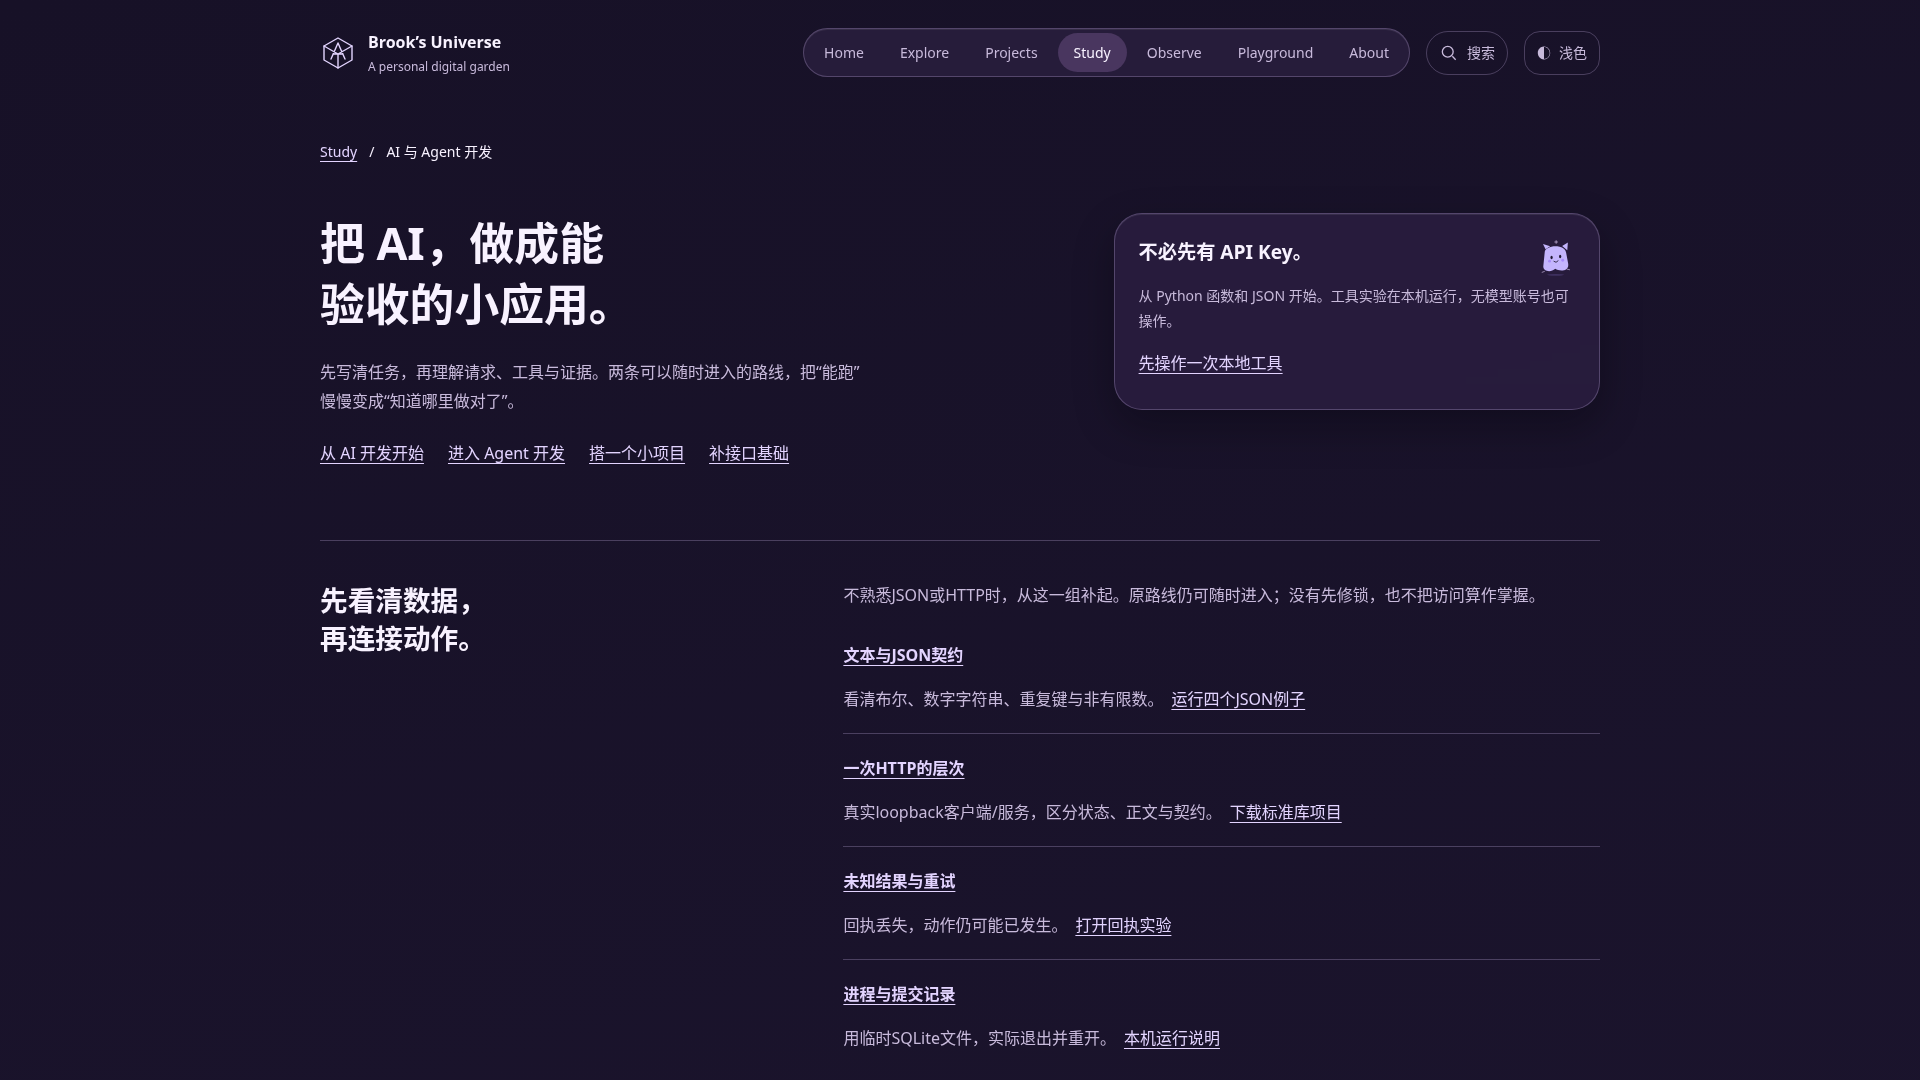 Brook’s Universe
A personal digital garden
Home
Explore
Projects
Study
Observe
Playground
About
搜索
浅色
Study / AI 与 Agent 开发
把 AI，做成能
验收的小应用。
先写清任务，再理解请求、工具与证据。两条可以随时进入的路线，把“能跑”
慢慢变成“知道哪里做对了”。
从 AI 开发开始 进入 Agent 开发 搭一个小项目 补接口基础
不必先有 API Key。
从 Python 函数和 JSON 开始。工具实验在本机运行，无模型账号也可
操作。
先操作一次本地工具
先看清数据，
再连接动作。
不熟悉JSON或HTTP时，从这一组补起。原路线仍可随时进入；没有先修锁，也不把访问算作掌握。
文本与JSON契约
看清布尔、数字字符串、重复键与非有限数。 运行四个JSON例子
一次HTTP的层次
真实loopback客户端/服务，区分状态、正文与契约。 下载标准库项目
未知结果与重试
回执丢失，动作仍可能已发生。 打开回执实验
进程与提交记录
用临时SQLite文件，实际退出并重开。 本机运行说明